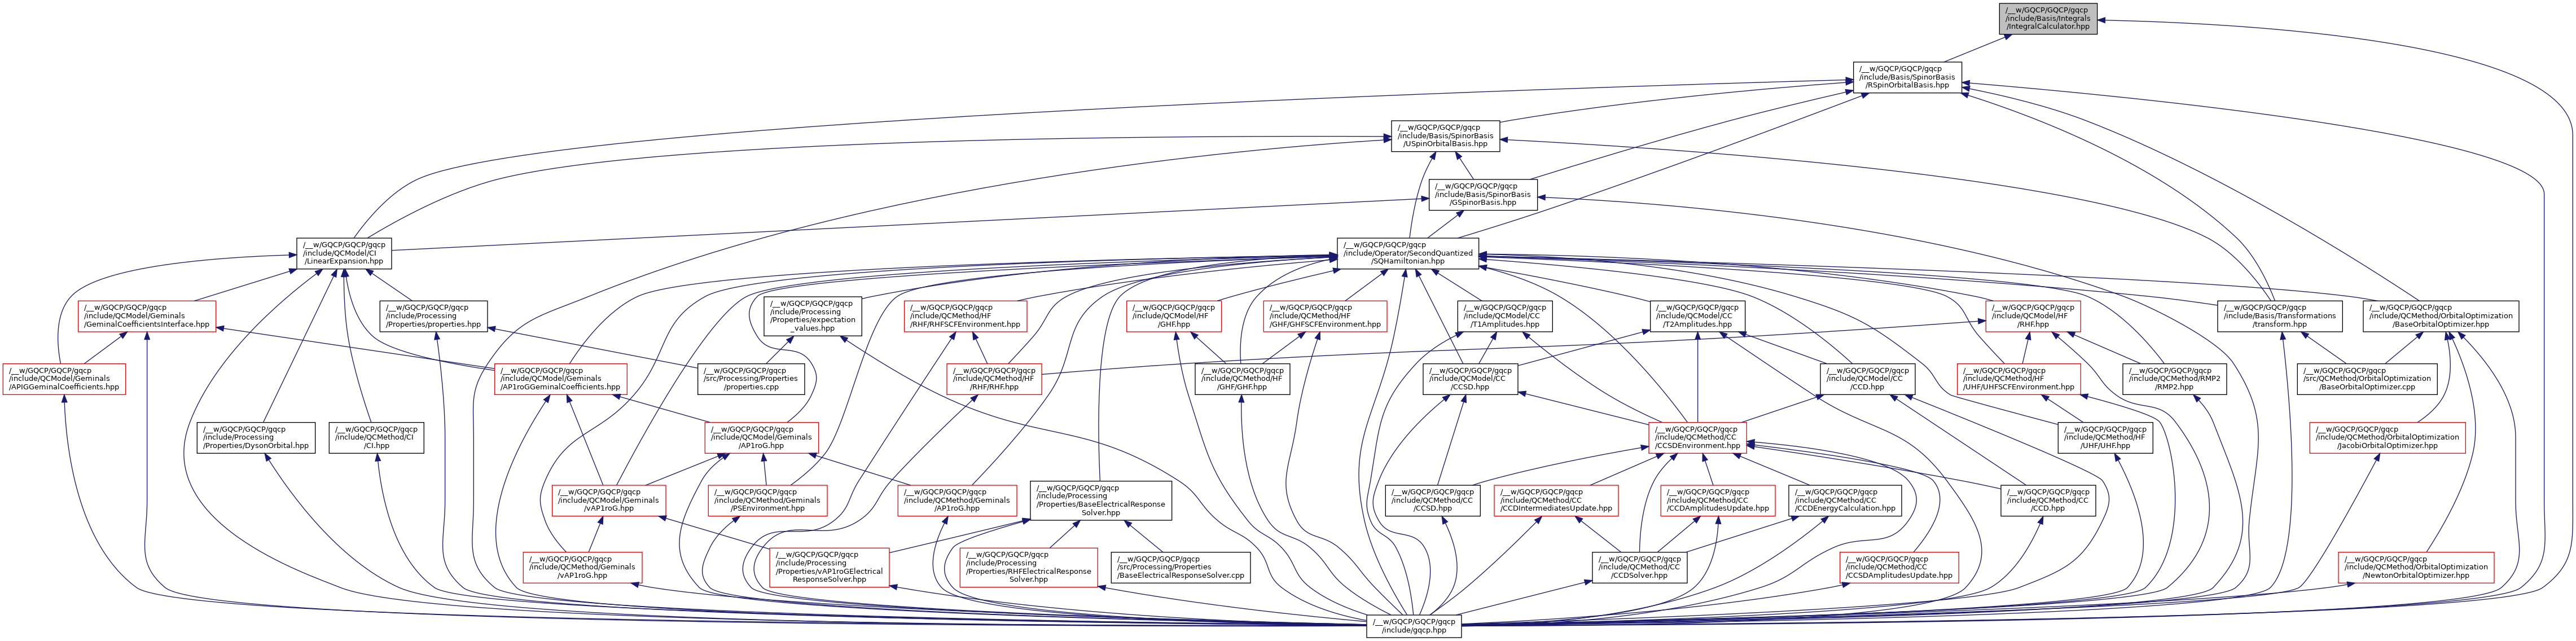 /__w/GQCP/GQCP/gqcp
/include/Basis/Integrals
/IntegralCalculator.hpp
/__w/GQCP/GQCP/gqcp
/include/Basis/SpinorBasis
/RSpinOrbitalBasis.hpp
/__w/GQCP/GQCP/gqcp
/include/Basis/SpinorBasis
/USpinOrbitalBasis.hpp
/__w/GQCP/GQCP/gqcp
/include/Basis/SpinorBasis
/GSpinorBasis.hpp
/__w/GQCP/GQCP/gqcp
/include/QCModel/CI
/LinearExpansion.hpp
/__w/GQCP/GQCP/gqcp
/include/Operator/SecondQuantized
/SQHamiltonian.hpp
/__w/GQCP/GQCP/gqcp
/include/QCModel/Geminals
/GeminalCoefficientsInterface.hpp
/__w/GQCP/GQCP/gqcp
/include/Processing
/Properties/properties.hpp
/__w/GQCP/GQCP/gqcp
/include/Processing
/Properties/expectation
_values.hpp
/__w/GQCP/GQCP/gqcp
/include/QCMethod/HF
/RHF/RHFSCFEnvironment.hpp
/__w/GQCP/GQCP/gqcp
/include/QCModel/HF
/GHF.hpp
/__w/GQCP/GQCP/gqcp
/include/QCMethod/HF
/GHF/GHFSCFEnvironment.hpp
/__w/GQCP/GQCP/gqcp
/include/QCModel/CC
/T1Amplitudes.hpp
/__w/GQCP/GQCP/gqcp
/include/QCModel/CC
/T2Amplitudes.hpp
/__w/GQCP/GQCP/gqcp
/include/QCModel/HF
/RHF.hpp
/__w/GQCP/GQCP/gqcp
/include/Basis/Transformations
/transform.hpp
/__w/GQCP/GQCP/gqcp
/include/QCMethod/OrbitalOptimization
/BaseOrbitalOptimizer.hpp
/__w/GQCP/GQCP/gqcp
/include/QCModel/Geminals
/APIGGeminalCoefficients.hpp
/__w/GQCP/GQCP/gqcp
/include/QCModel/Geminals
/AP1roGGeminalCoefficients.hpp
/__w/GQCP/GQCP/gqcp
/src/Processing/Properties
/properties.cpp
/__w/GQCP/GQCP/gqcp
/include/QCMethod/HF
/RHF/RHF.hpp
/__w/GQCP/GQCP/gqcp
/include/QCMethod/HF
/GHF/GHF.hpp
/__w/GQCP/GQCP/gqcp
/include/QCModel/CC
/CCSD.hpp
/__w/GQCP/GQCP/gqcp
/include/QCModel/CC
/CCD.hpp
/__w/GQCP/GQCP/gqcp
/include/QCMethod/HF
/UHF/UHFSCFEnvironment.hpp
/__w/GQCP/GQCP/gqcp
/include/QCMethod/RMP2
/RMP2.hpp
/__w/GQCP/GQCP/gqcp
/src/QCMethod/OrbitalOptimization
/BaseOrbitalOptimizer.cpp
/__w/GQCP/GQCP/gqcp
/include/Processing
/Properties/DysonOrbital.hpp
/__w/GQCP/GQCP/gqcp
/include/QCMethod/CI
/CI.hpp
/__w/GQCP/GQCP/gqcp
/include/QCModel/Geminals
/AP1roG.hpp
/__w/GQCP/GQCP/gqcp
/include/QCMethod/CC
/CCSDEnvironment.hpp
/__w/GQCP/GQCP/gqcp
/include/QCMethod/HF
/UHF/UHF.hpp
/__w/GQCP/GQCP/gqcp
/include/QCMethod/OrbitalOptimization
/JacobiOrbitalOptimizer.hpp
/__w/GQCP/GQCP/gqcp
/include/QCModel/Geminals
/vAP1roG.hpp
/__w/GQCP/GQCP/gqcp
/include/QCMethod/Geminals
/PSEnvironment.hpp
/__w/GQCP/GQCP/gqcp
/include/QCMethod/Geminals
/AP1roG.hpp
/__w/GQCP/GQCP/gqcp
/include/Processing
/Properties/BaseElectricalResponse
Solver.hpp
/__w/GQCP/GQCP/gqcp
/include/QCMethod/CC
/CCSD.hpp
/__w/GQCP/GQCP/gqcp
/include/QCMethod/CC
/CCDIntermediatesUpdate.hpp
/__w/GQCP/GQCP/gqcp
/include/QCMethod/CC
/CCDAmplitudesUpdate.hpp
/__w/GQCP/GQCP/gqcp
/include/QCMethod/CC
/CCDEnergyCalculation.hpp
/__w/GQCP/GQCP/gqcp
/include/QCMethod/CC
/CCD.hpp
/__w/GQCP/GQCP/gqcp
/include/QCMethod/Geminals
/vAP1roG.hpp
/__w/GQCP/GQCP/gqcp
/include/Processing
/Properties/vAP1roGElectrical
ResponseSolver.hpp
/__w/GQCP/GQCP/gqcp
/include/Processing
/Properties/RHFElectricalResponse
Solver.hpp
/__w/GQCP/GQCP/gqcp
/src/Processing/Properties
/BaseElectricalResponseSolver.cpp
/__w/GQCP/GQCP/gqcp
/include/QCMethod/CC
/CCDSolver.hpp
/__w/GQCP/GQCP/gqcp
/include/QCMethod/CC
/CCSDAmplitudesUpdate.hpp
/__w/GQCP/GQCP/gqcp
/include/QCMethod/OrbitalOptimization
/NewtonOrbitalOptimizer.hpp
/__w/GQCP/GQCP/gqcp
/include/gqcp.hpp